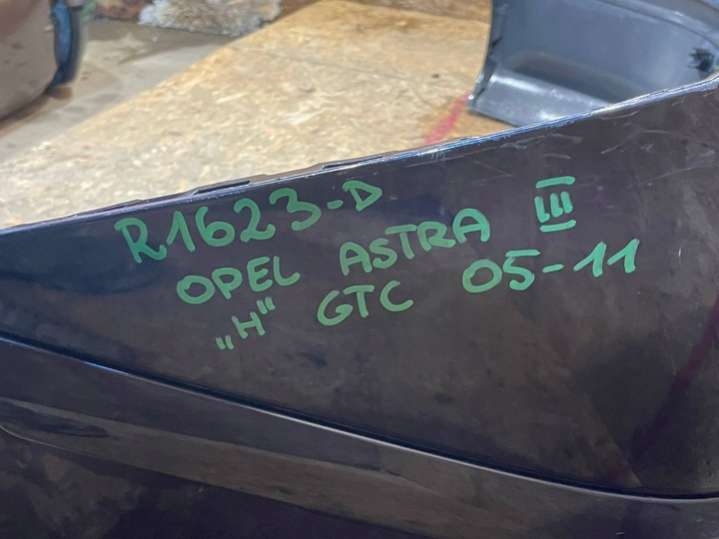 R1623-D
OPEL ASTRA III
„H" GTC 05-11